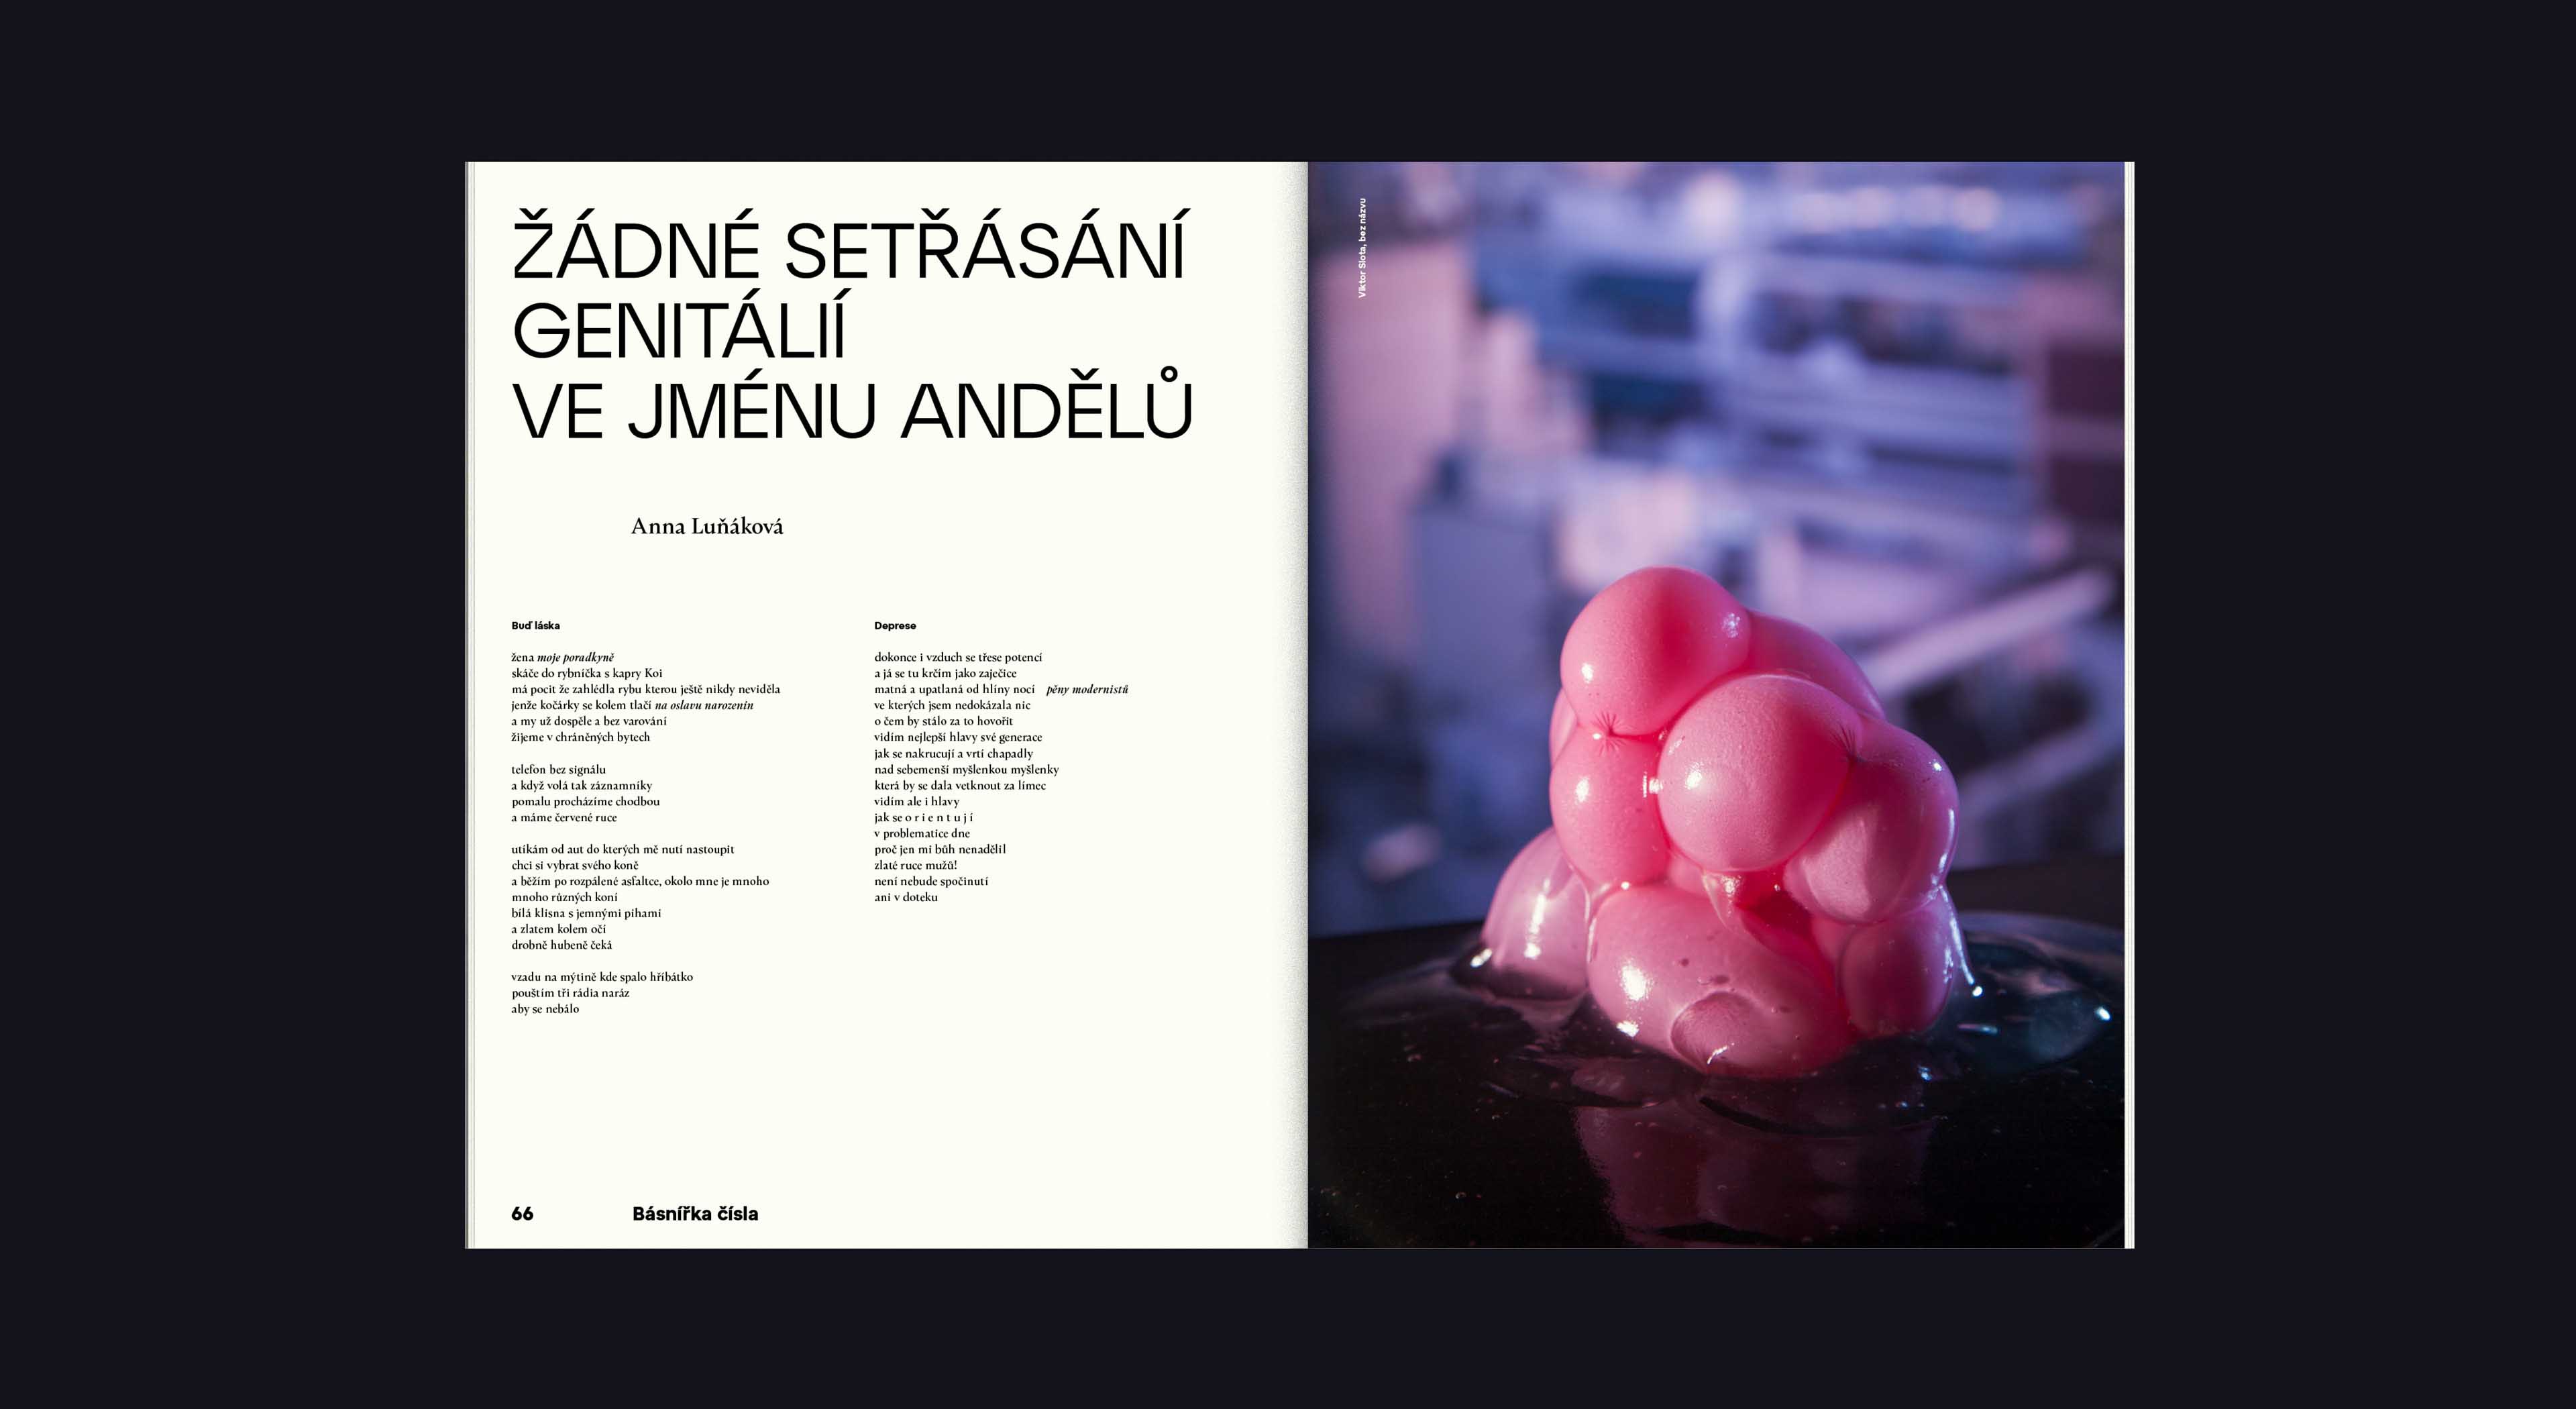 ŽÁDNÉ SETŘÁSÁNÍ
GENITÁLIÍ
VE JMÉNU ANDĚLŮ
Anna Luňáková
Buď láska
žena moje poradkyně
skáče do rybníčka s kapry Koi
má pocit že zahlédla rybu kterou ještě nikdy neviděla
jenže kočárky se kolem tlačí na oslavu narozenin
a my už dospěle a bez varování
žijeme v chráněných bytech
telefon bez signálu
a když volá tak záznamníky
pomalu procházíme chodbou
a máme červené ruce
utíkám od aut do kterých mě nutí nastoupit
chci si vybrat svého koně
a běžím po rozpálené asfaltce, okolo mne je mnoho
mnoho různých koní
bílá klisna s jemnými pihami
a zlatem kolem očí
drobně hubeně čeká
vzadu na mýtině kde spalo hříbátko
pouštím tři rádia naráz
aby se nebálo
Deprese
dokonce i vzduch se třese potencí
a já se tu krčím jako zaječice
matná a upatlaná od hlíny nocí pěny modernistů
ve kterých jsem nedokázala nic
o čem by stálo za to hovořit
vidím nejlepší hlavy své generace
jak se nakrucují a vrtí chapadly
nad sebemenší myšlenkou myšlenky
která by se dala vetknout za límec
vidím ale i hlavy
jak se o r i e n t u j í
v problematice dne
proč jen mi bůh nenadělil
zlaté ruce mužů!
není nebude spočinutí
ani v doteku
66 Básnířka čísla
Viktor Slota, bez názvu